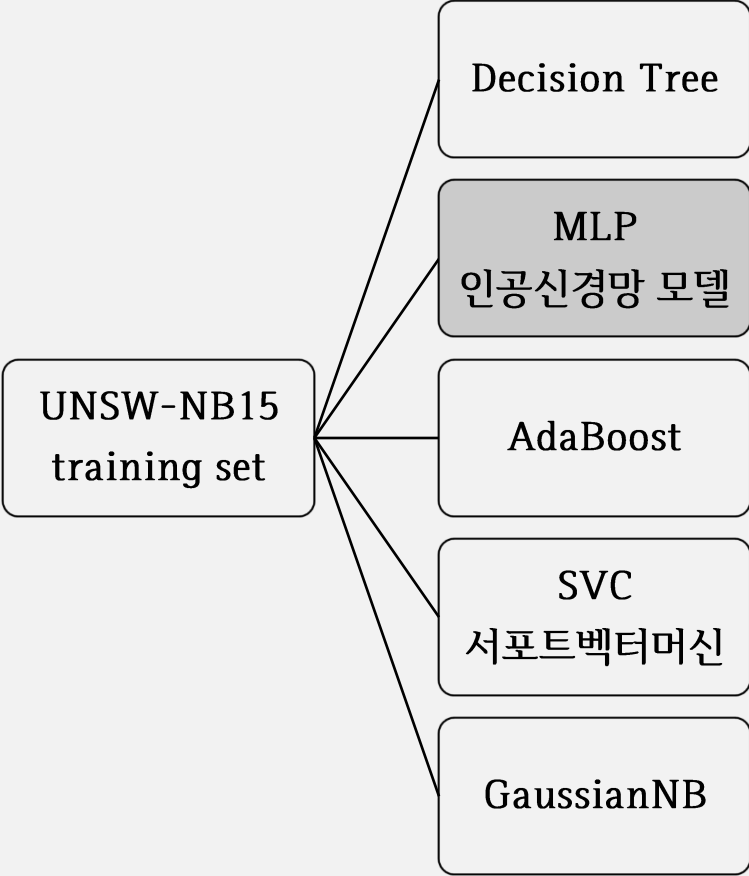 Decision Tree
MLP
인공신경망 모델
UNSW-NB15
training set
AdaBoost
SVC
서포트벡터머신
GaussianNB